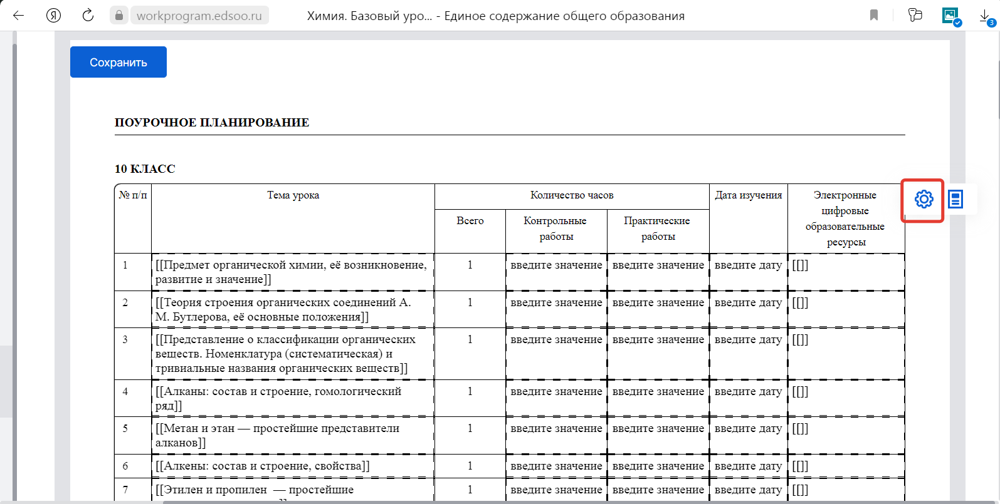 Я workprogram.edsoo.ru Химия. Базовый уро... - Единое содержание общего образования 3
Сохранить
ПОУРОЧНОЕ ПЛАНИРОВАНИЕ
10 КЛАСС
№ п/п Тема урока Количество часов Дата изучения Электронные
цифровые
образовательные
ресурсы
Всего Контрольные Практические
работы работы
1 [[Предмет органической химии, её возникновение, 1 введите значение введите значение введите дату [[]]
развитие и значение]]
2 [[Теория строения органических соединений А. 1 введите значение введите значение введите дату [[]]
М. Бутлерова, её основные положения]]
3 [[Представление о классификации органических 1 введите значение введите значение введите дату [[]]
веществ. Номенклатура (систематическая) и
тривиальные названия органических веществ]]
4 [[Алканы: состав и строение, гомологический 1 введите значение введите значение введите дату [[]]
ряд]]
5 [[Метан и этан — простейшие представители 1 введите значение введите значение введите дату [[]]
алканов]]
6 [[Алкены: состав и строение, свойства]] 1 введите значение введите значение введите дату [[]]
7 [[Этилен и пропилен — простейшие 1 введите значение введите значение введите дату [[]]